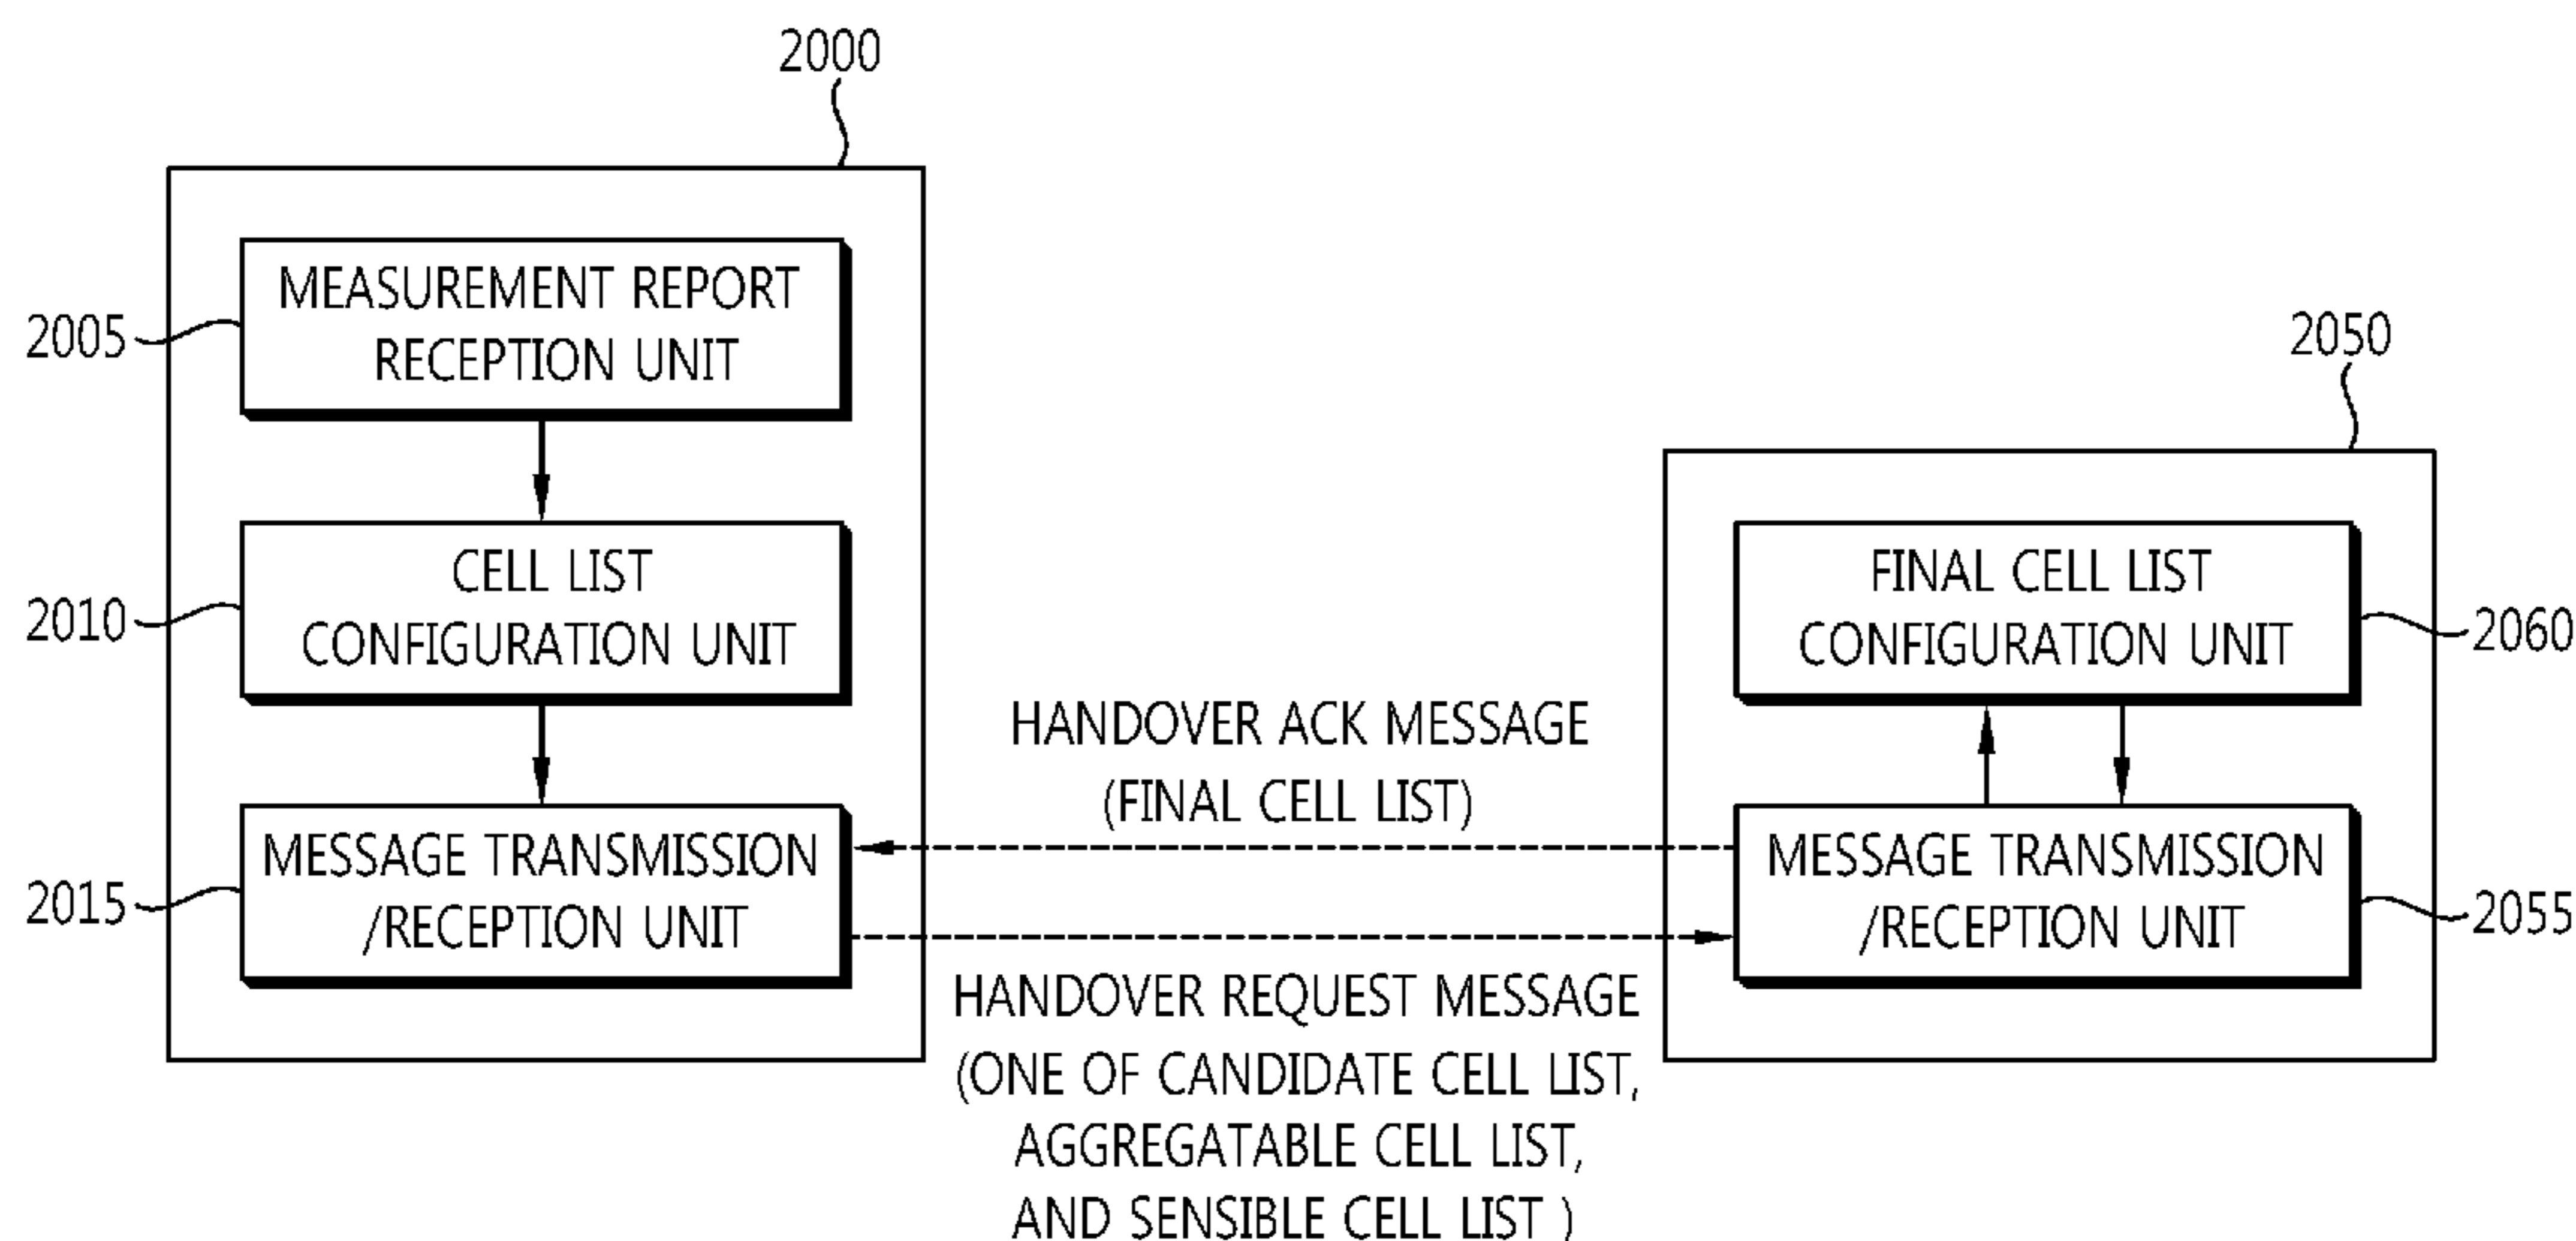 2000
MEASUREMENT REPORT
RECEPTION UNIT
2005
2050
CELL LIST
CONFIGURATION UNIT
2010
FINAL CELL LIST
CONFIGURATION UNIT
2060
HANDOVER ACK MESSAGE
(FINAL CELL LIST)
MESSAGE TRANSMISSION
/RECEPTION UNIT
2015
MESSAGE TRANSMISSION
/RECEPTION UNIT
2055
HANDOVER REQUEST MESSAGE
(ONE OF CANDIDATE CELL LIST,
AGGREGATABLE CELL LIST,
AND SENSIBLE CELL LIST )